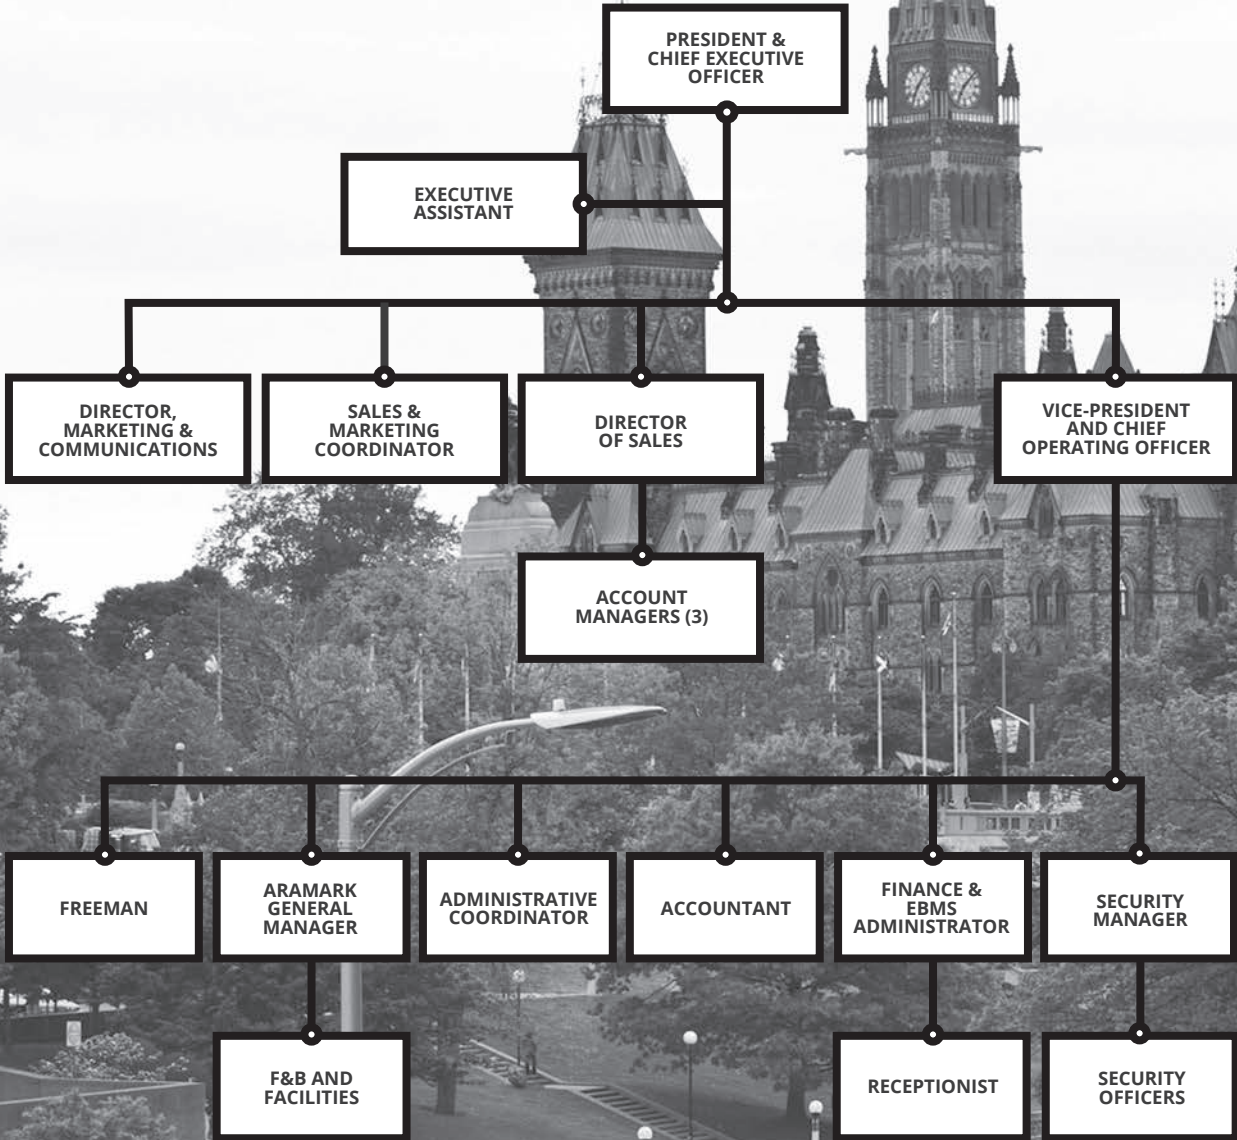 PRESIDENT &
CHIEF EXECUTIVE
OFFICER
EXECUTIVE
ASSISTANT
DIRECTOR,
MARKETING &
COMMUNICATIONS
SALES &
MARKETING
COORDINATOR
DIRECTOR
OF SALES
VICE-PRESIDENT
AND CHIEF
OPERATING OFFICER
ACCOUNT
MANAGERS (3)
FREEMAN
ARAMARK
GENERAL
MANAGER
ADMINISTRATIVE
COORDINATOR
ACCOUNTANT
FINANCE &
EBMS
ADMINISTRATOR
SECURITY
MANAGER
F&B AND
FACILITIES
RECEPTIONIST
SECURITY
OFFICERS